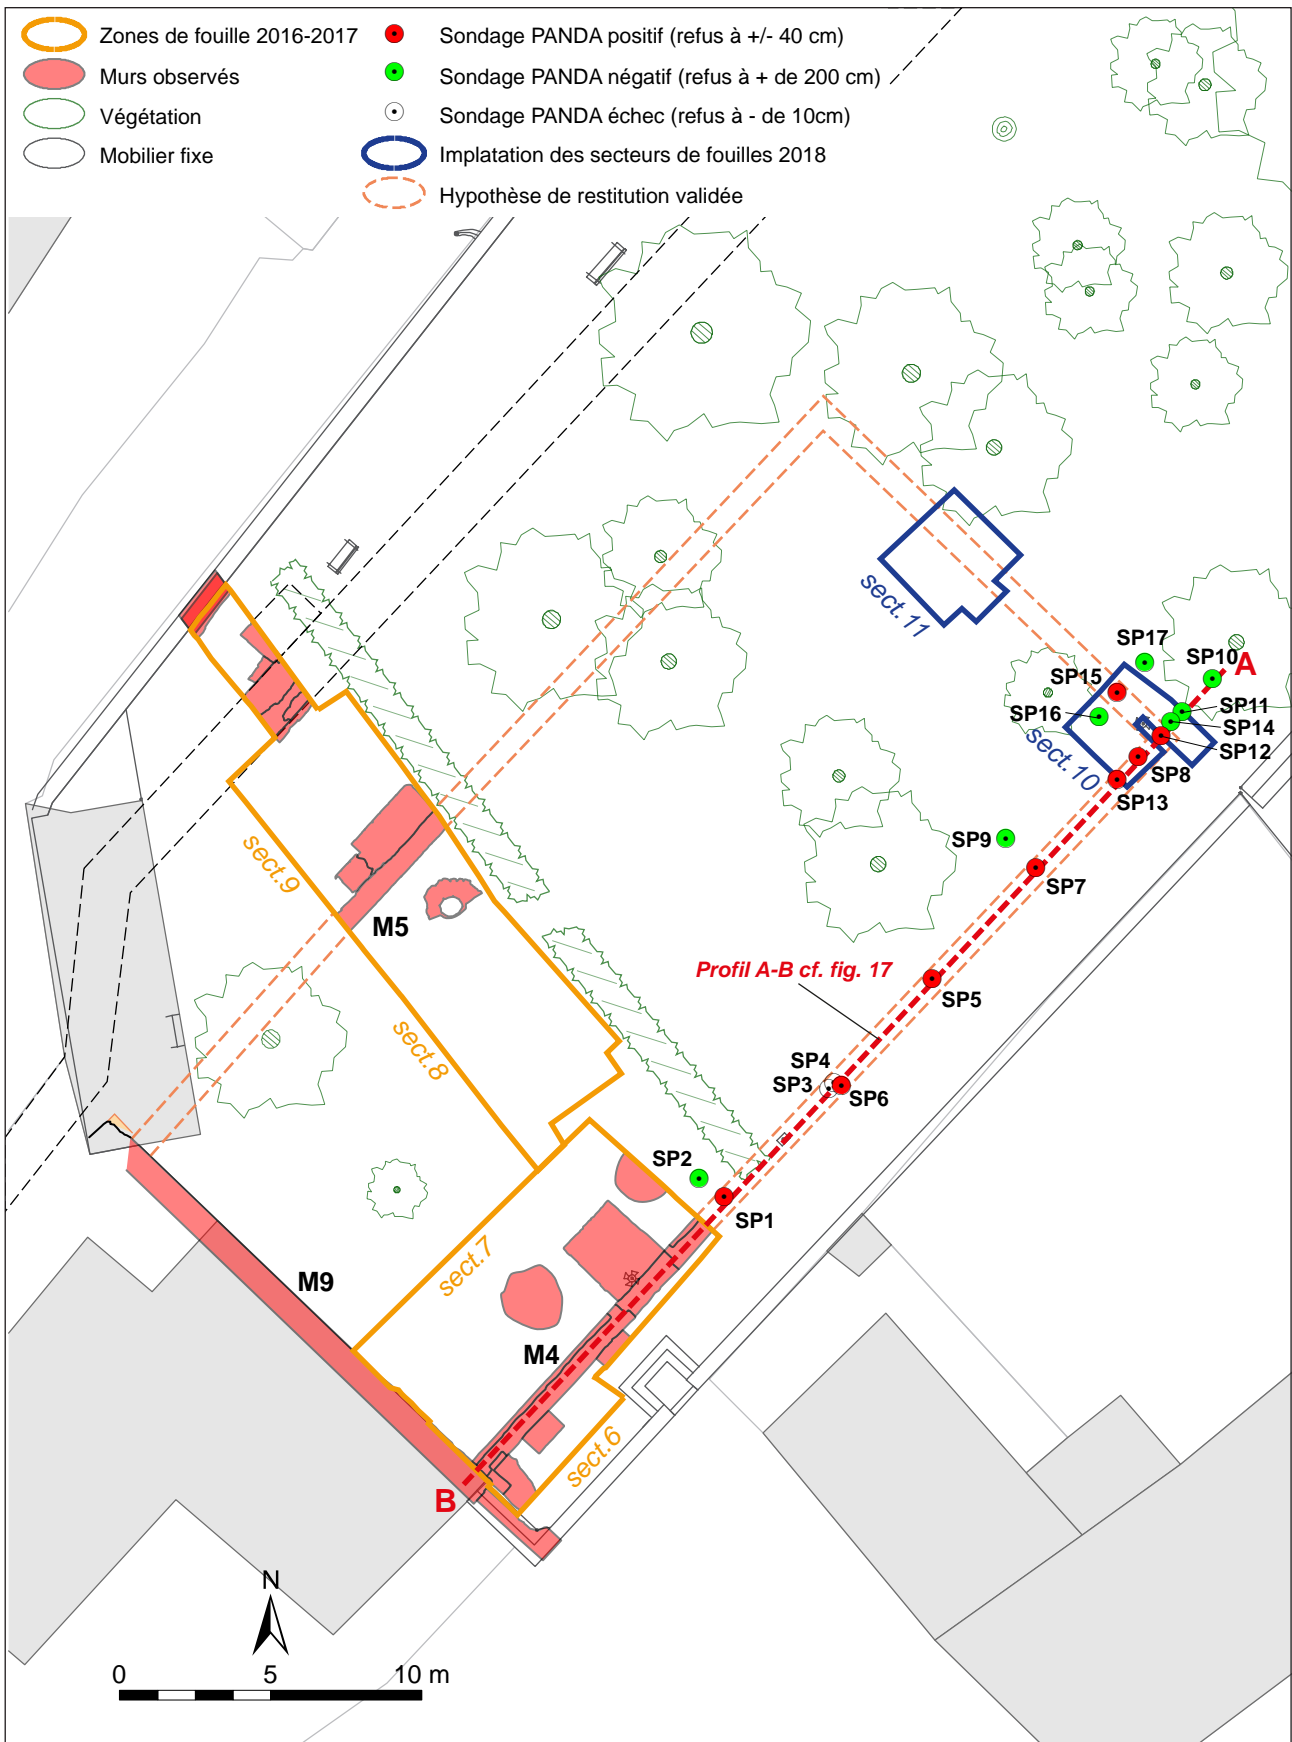 Zones de fouille 2016-2017
Murs observés
Végétation
Mobilier fixe
Sondage PANDA positif (refus à +/- 40 cm)
Sondage PANDA négatif (refus à + de 200 cm)
Sondage PANDA échec (refus à - de 10cm)
Implatation des secteurs de fouilles 2018
Hypothèse de restitution validée
sect.11
SP17
SP10
A
SP15
SP11
SP16
SP14
SP12
sect.10
SP8
SP13
SP9
SP7
sect.9
M5
Profil A-B cf. fig. 17
SP5
sect.8
SP4
SP3
SP6
SP2
SP1
sect.7
M9
M4
sect.6
B
N
0 5 10 m